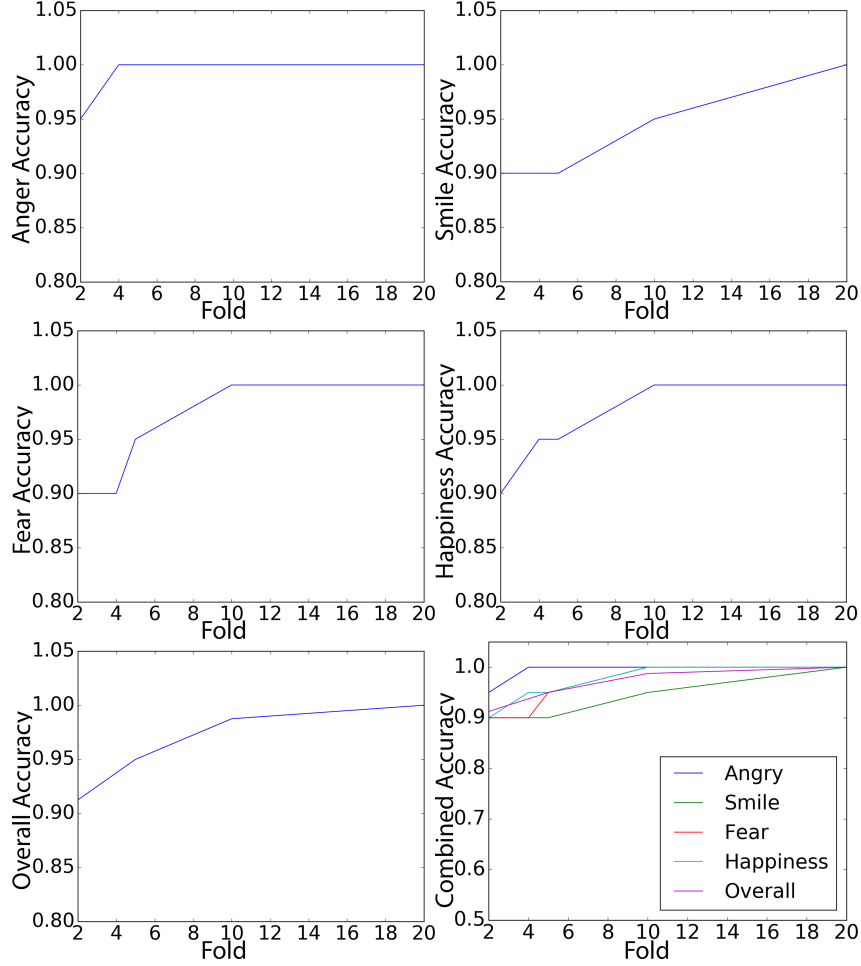 1.05
1.00
0.95
0.90
0.85
0.80
Anger Accuracy
2 4 6 8 10 12 14 16 18 20
Fold
1.05
1.00
0.95
0.90
0.85
0.80
Smile Accuracy
2 4 6 8 10 12 14 16 18 20
Fold
1.05
1.00
0.95
0.90
0.85
0.80
Fear Accuracy
2 4 6 8 10 12 14 16 18 20
Fold
1.05
1.00
0.95
0.90
0.85
0.80
Happiness Accuracy
2 4 6 8 10 12 14 16 18 20
Fold
1.05
1.00
0.95
0.90
0.85
0.80
Overall Accuracy
2 4 6 8 10 12 14 16 18 20
Fold
1.0
0.9
0.8
0.7
0.6
0.5
Combined Accuracy
Angry
Smile
Fear
Happiness
Overall
2 4 6 8 10 12 14 16 18 20
Fold